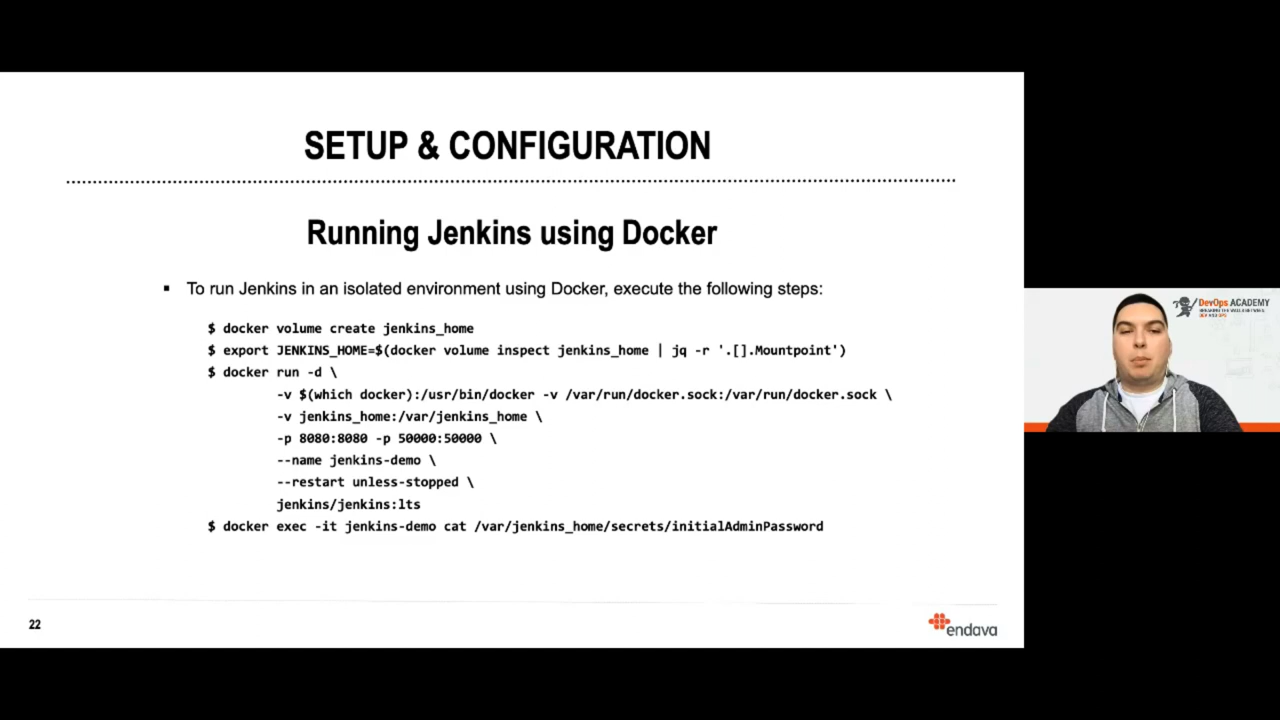 SETUP & CONFIGURATION
Running Jenkins using Docker
▪ To run Jenkins in an isolated environment using Docker, execute the following steps:
$ docker volume create jenkins_home
$ export JENKINS_HOME=$(docker volume inspect jenkins_home | jq -r '.[].Mountpoint')
$ docker run -d \
-v $(which docker):/usr/bin/docker -v /var/run/docker.sock:/var/run/docker.sock \
-v jenkins_home:/var/jenkins_home \
-p 8080:8080 -p 50000:50000 \
--name jenkins-demo \
--restart unless-stopped \
jenkins/jenkins:lts
$ docker exec -it jenkins-demo cat /var/jenkins_home/secrets/initialAdminPassword
22
endava
DevOps ACADEMY